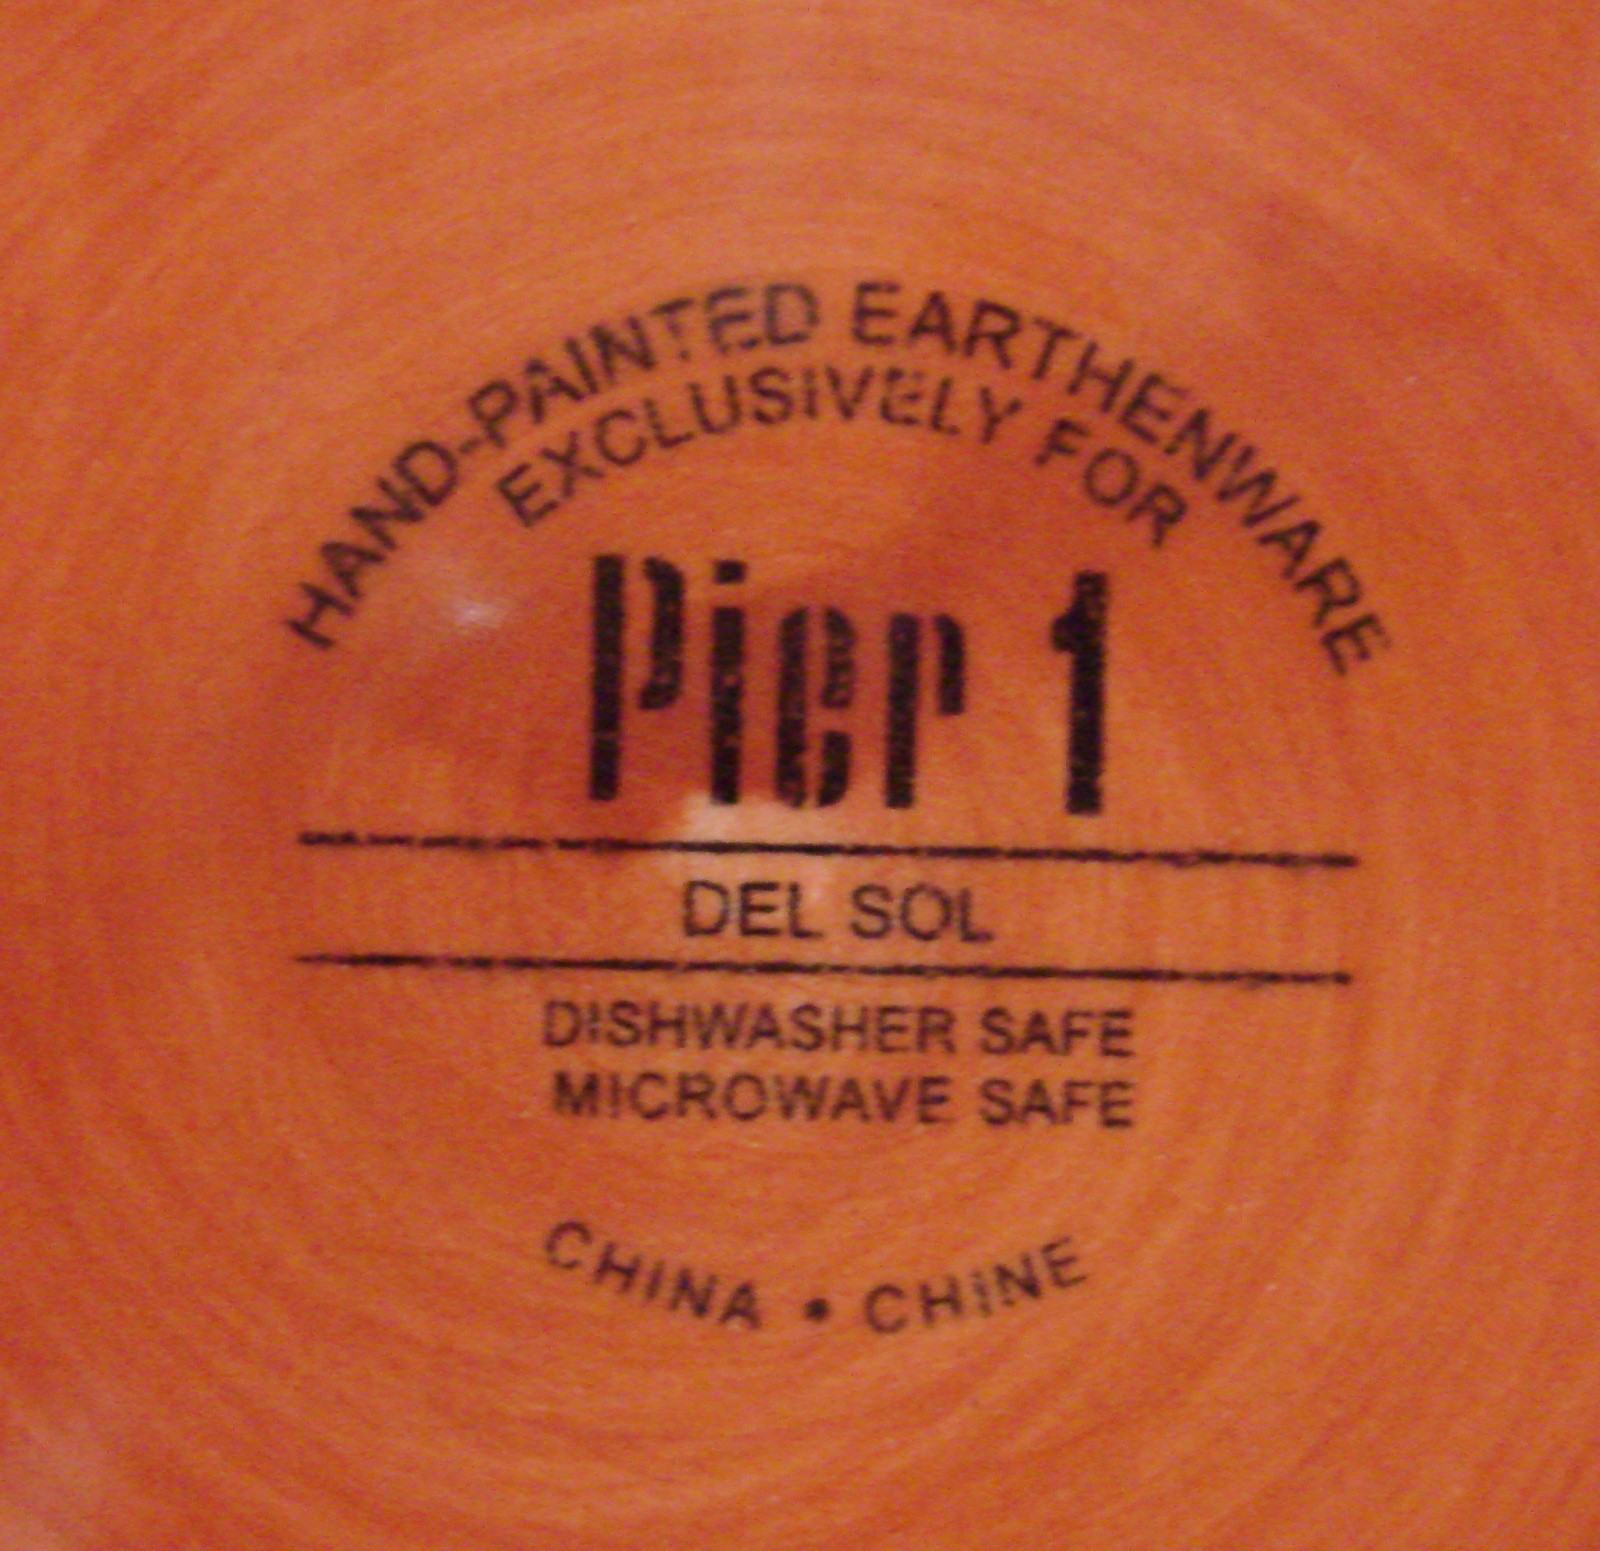 HAND-PAINTED EARTHENWARE
EXCLUSIVELY FOR
Pier 1
DEL SOL
DISHWASHER SAFE
MICROWAVE SAFE
CHINA • CHINE